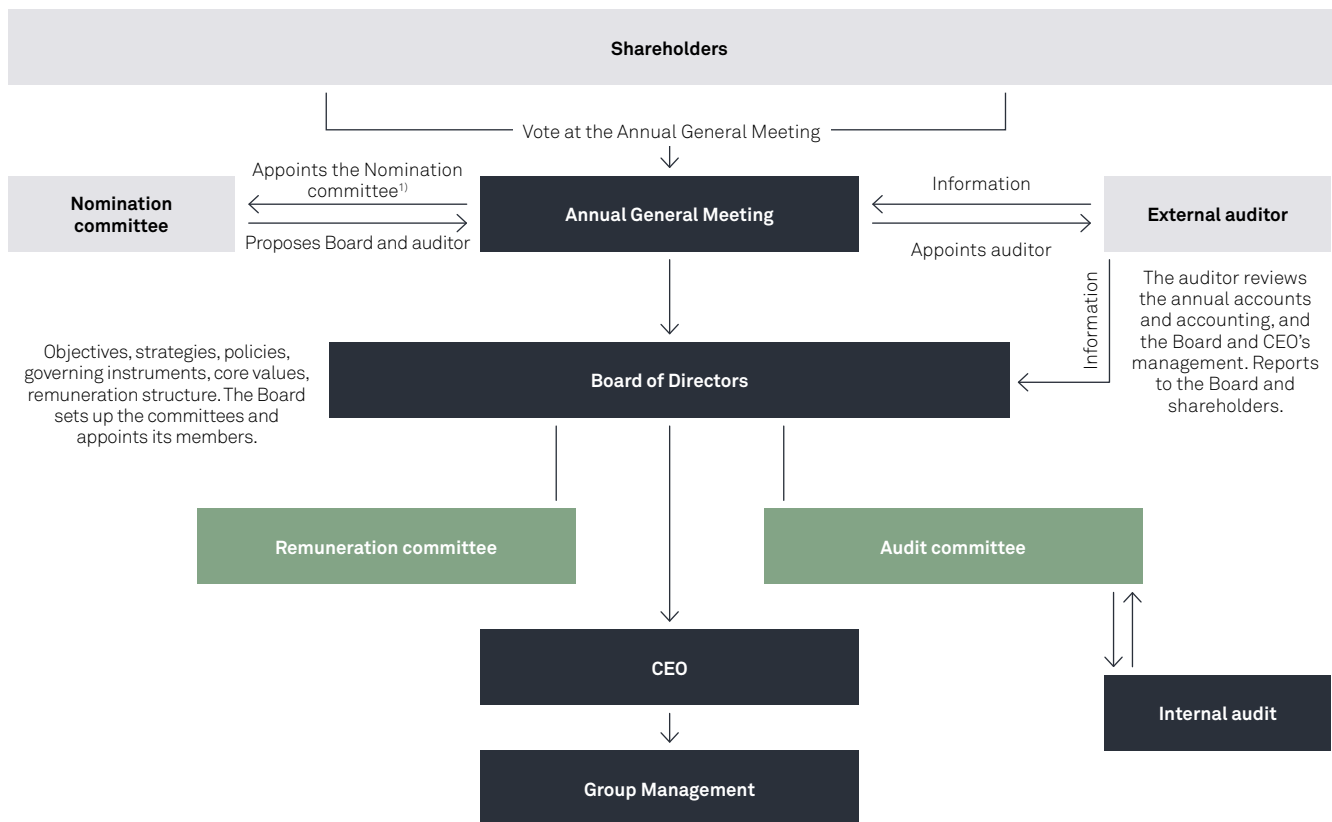 Shareholders
Vote at the Annual General Meeting
Appoints the Nomination
committee¹⁾
Nomination
committee
Proposes Board and auditor
Annual General Meeting
Information
Appoints auditor
External auditor
Information
The auditor reviews
the annual accounts
and accounting, and
the Board and CEO’s
management. Reports
to the Board and
shareholders.
Objectives, strategies, policies,
governing instruments, core values,
remuneration structure. The Board
sets up the committees and
appoints its members.
Board of Directors
Remuneration committee
Audit committee
CEO
Internal audit
Group Management